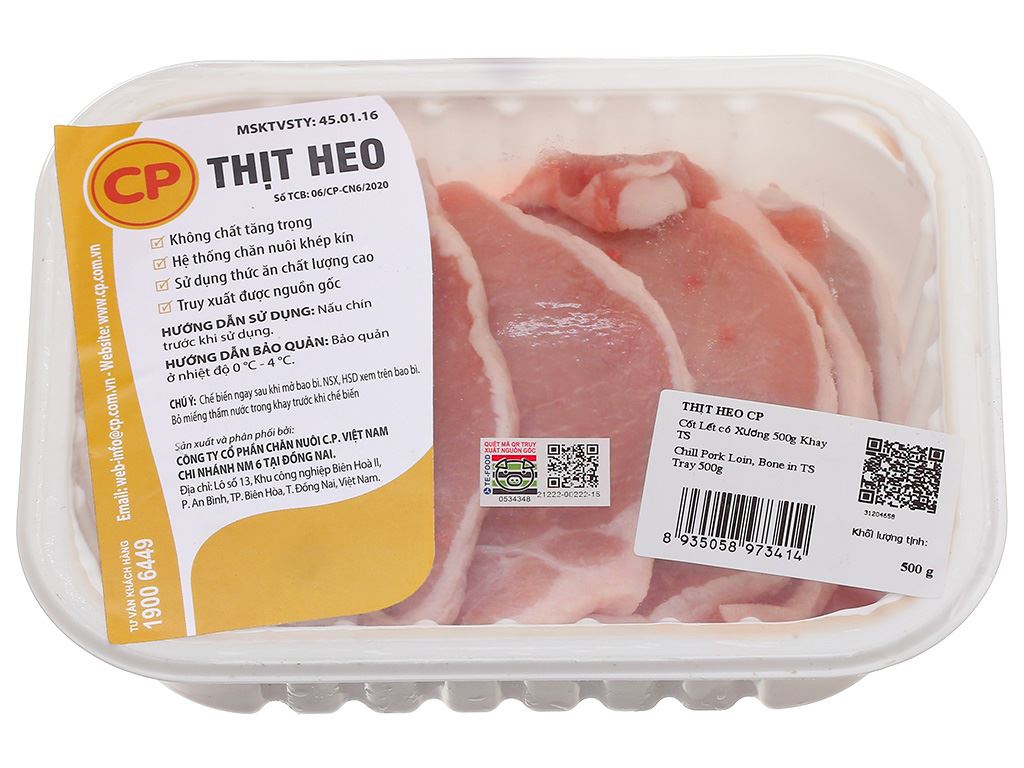 MSKTVSTY: 45.01.16
CP
THỊT HEO
Số TCB: 06/CP-CN6/2020
Không chất tăng trọng
Hệ thống chăn nuôi khép kín
Sử dụng thức ăn chất lượng cao
Truy xuất được nguồn gốc
HƯỚNG DẪN SỬ DỤNG: Nấu chín
trước khi sử dụng.
HƯỚNG DẪN BẢO QUẢN: Bảo quản
ở nhiệt độ 0 °C - 4 °C.
CHÚ Ý: Chế biến ngay sau khi mở bao bì. NSX, HSD xem trên bao bì.
Bỏ miếng thấm nước trong khay trước khi chế biến
Sản xuất và phân phối bởi:
CÔNG TY CỔ PHẦN CHĂN NUÔI C.P. VIỆT NAM
CHI NHÁNH NM 6 TẠI ĐỒNG NAI.
Địa chỉ: Lô số 13, Khu công nghiệp Biên Hoà II,
P. An Bình, TP. Biên Hòa, T. Đồng Nai, Việt Nam.
Email: web-info@cp.com.vn - Website: www.cp.com.vn
TƯ VẤN KHÁCH HÀNG
1900 6449
QUÉT MÃ QR TRUY
XUẤT NGUỒN GỐC
TE-FOOD
0534348
21222-00222-15
THỊT HEO CP
Cốt Lết có Xương 500g Khay
TS
Chill Pork Loin, Bone in TS
Tray 500g
8 935058 973414
31204658
Khối lượng tịnh:
500 g